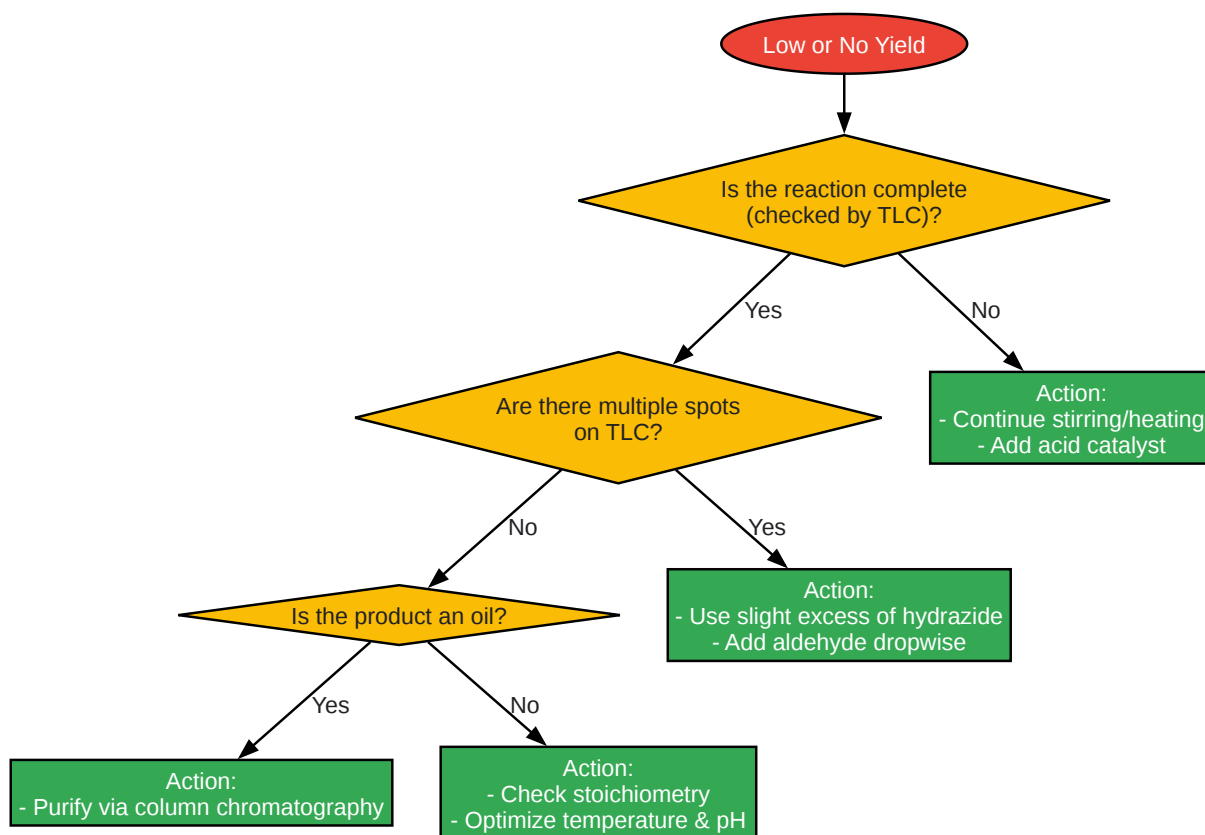 Low or No Yield
Is the reaction complete
(checked by TLC)?
Yes
No
Are there multiple spots
on TLC?
Action:
- Continue stirring/heating
- Add acid catalyst
No
Yes
Is the product an oil?
Action:
- Use slight excess of hydrazide
- Add aldehyde dropwise
Yes
No
Action:
- Purify via column chromatography
Action:
- Check stoichiometry
- Optimize temperature & pH